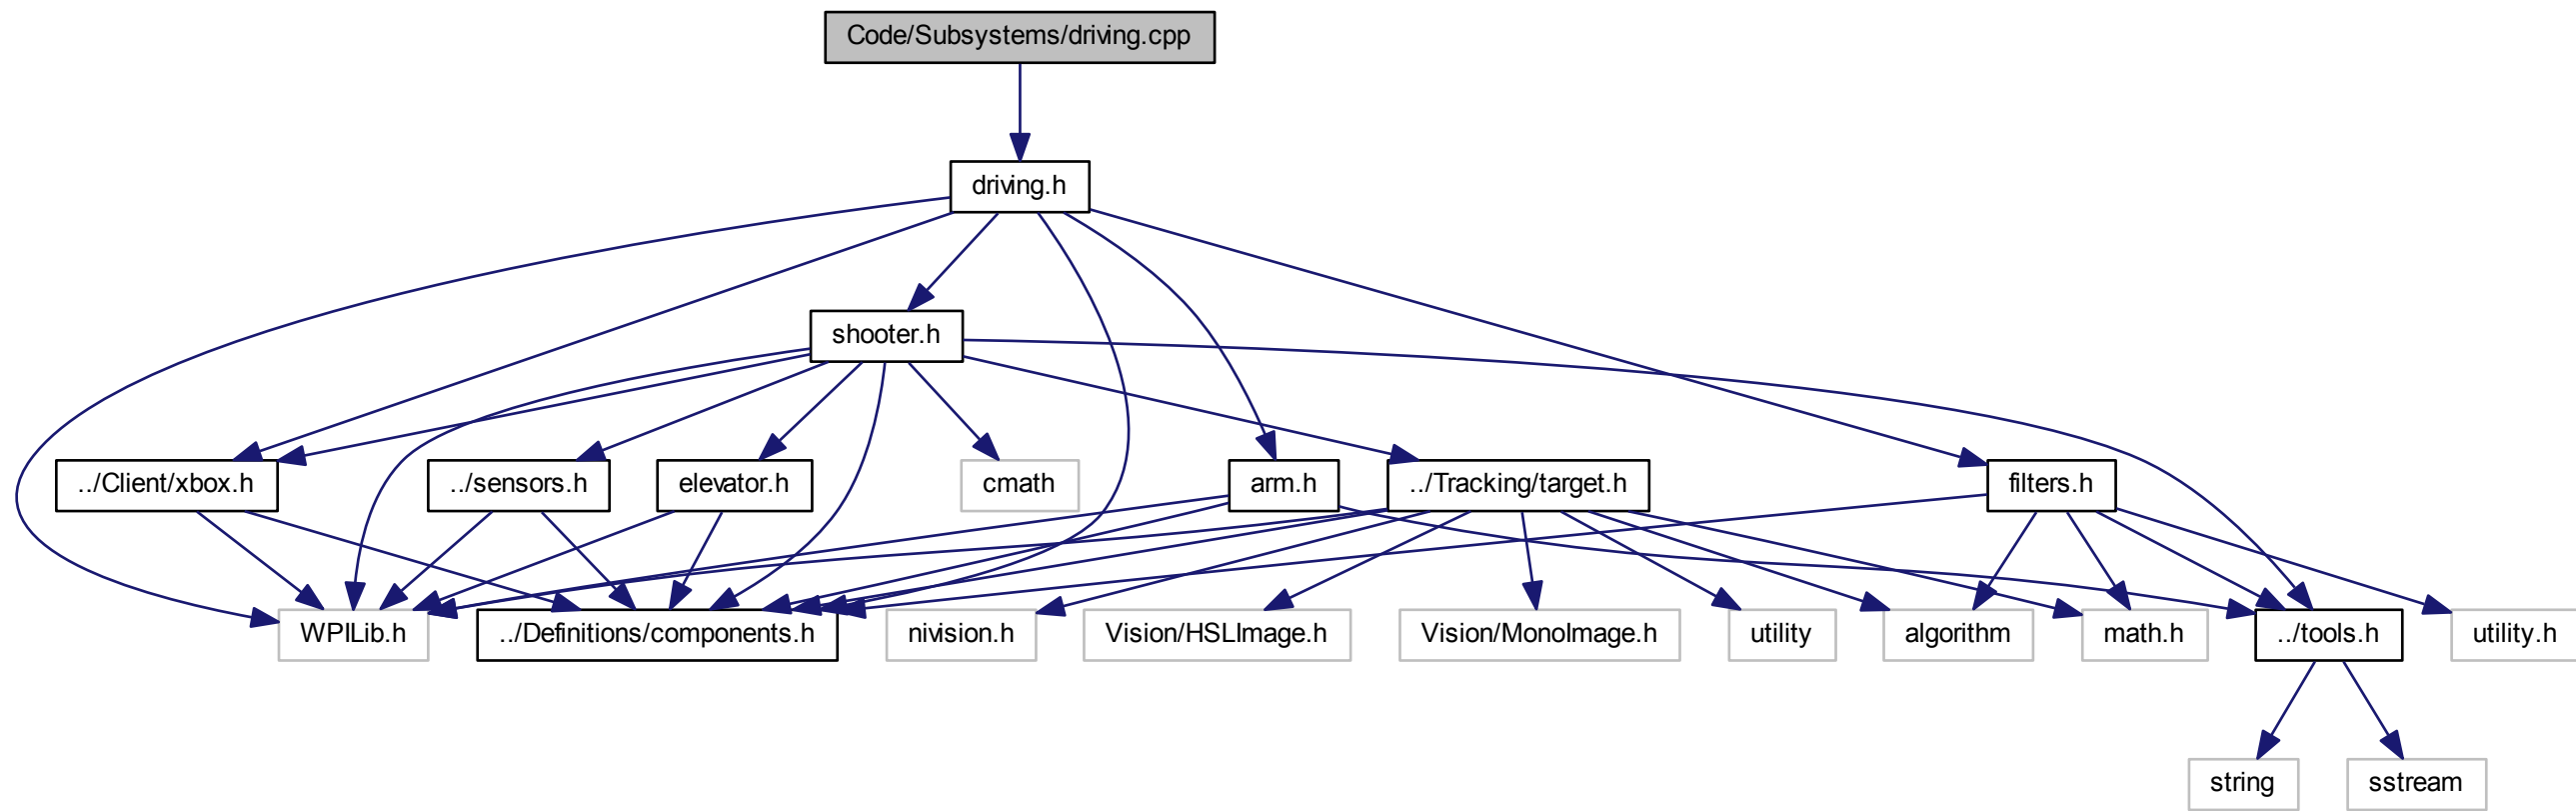 Code/Subsystems/driving.cpp
driving.h
shooter.h
../Client/xbox.h
../sensors.h
elevator.h
cmath
arm.h
../Tracking/target.h
filters.h
WPILib.h
../Definitions/components.h
nivision.h
Vision/HSLImage.h
Vision/MonoImage.h
utility
algorithm
math.h
../tools.h
utility.h
string
sstream